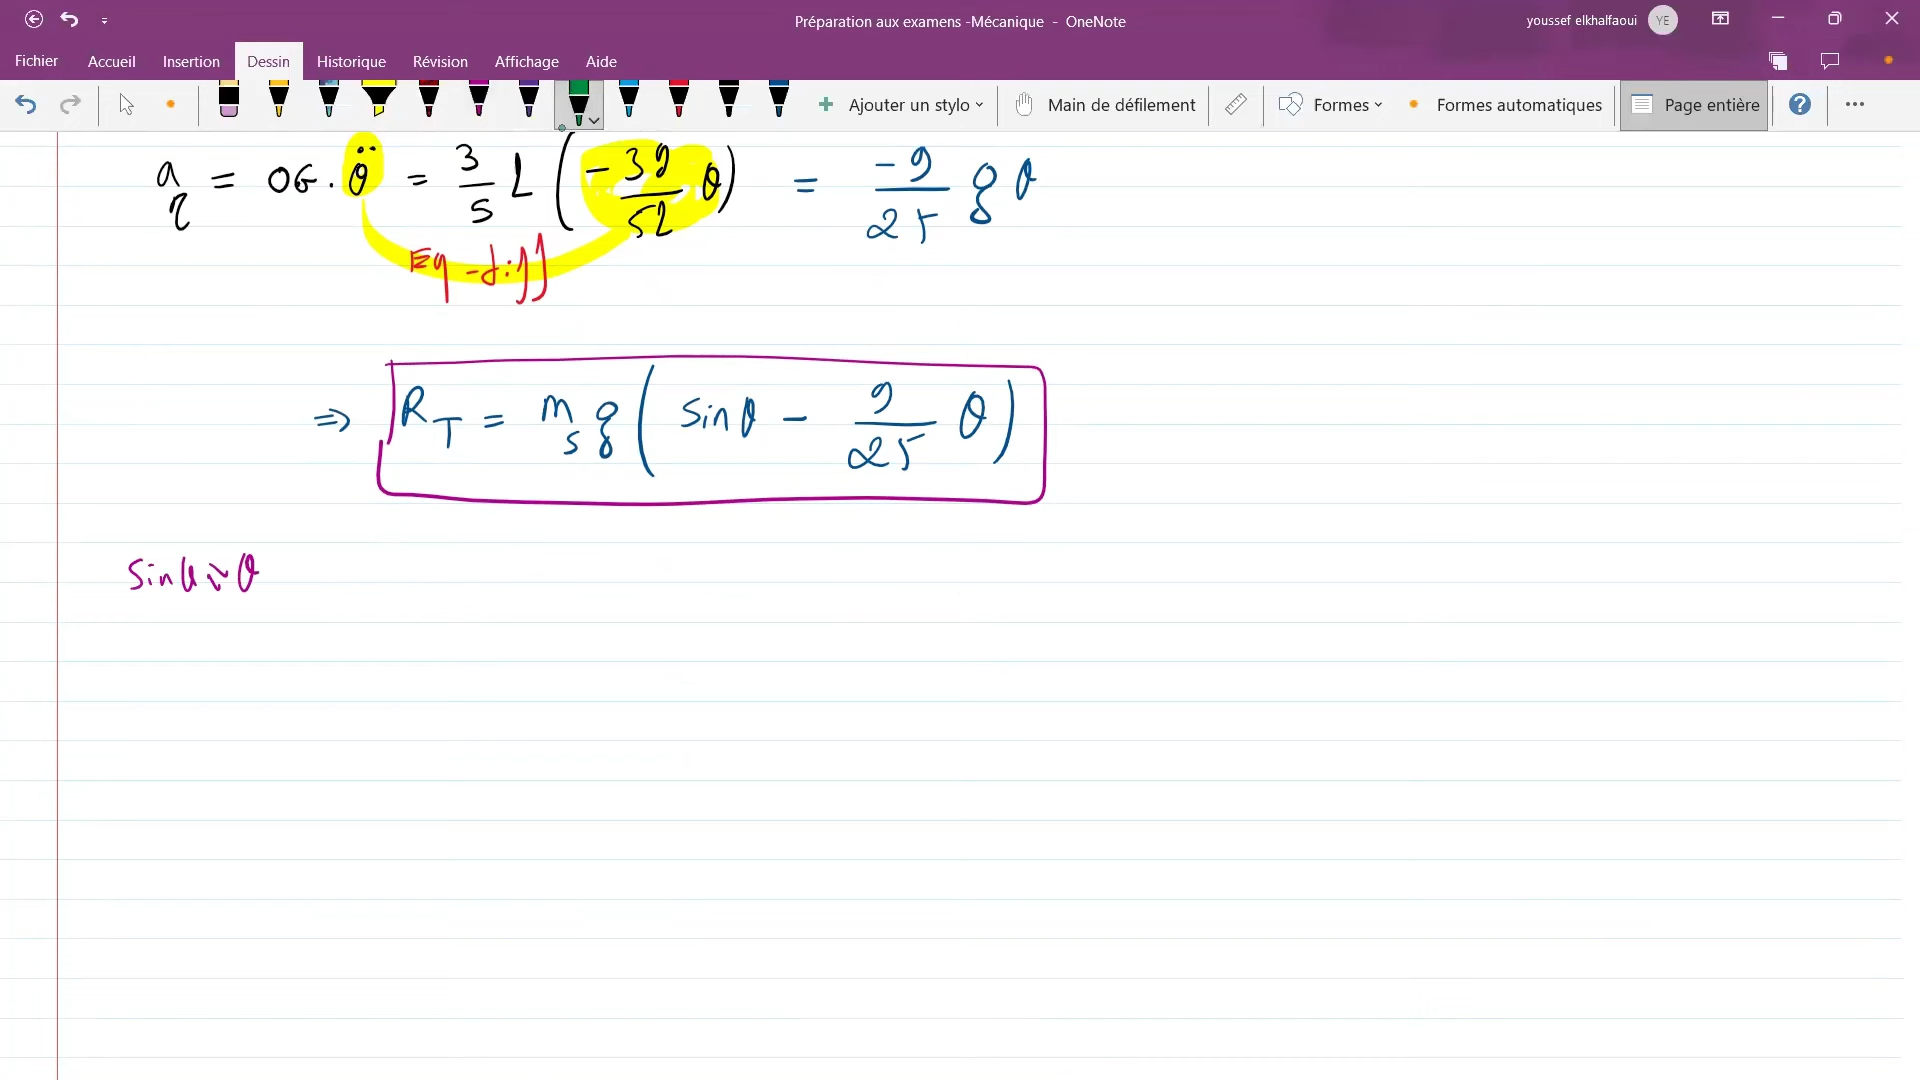 Préparation aux examens -Mécanique - OneNote
youssef elkhalfaoui YE
Fichier Accueil Insertion Dessin Historique Révision Affichage Aide
Ajouter un stylo Main de défilement Formes Formes automatiques Page entière
a_η = OG . θ̈ = 3/5 L ( - 3g/5L θ ) = -9/25 g θ
Eq - diff
⇒ R_T = m_s g ( sin θ - 9/25 θ )
sin θ ≈ θ